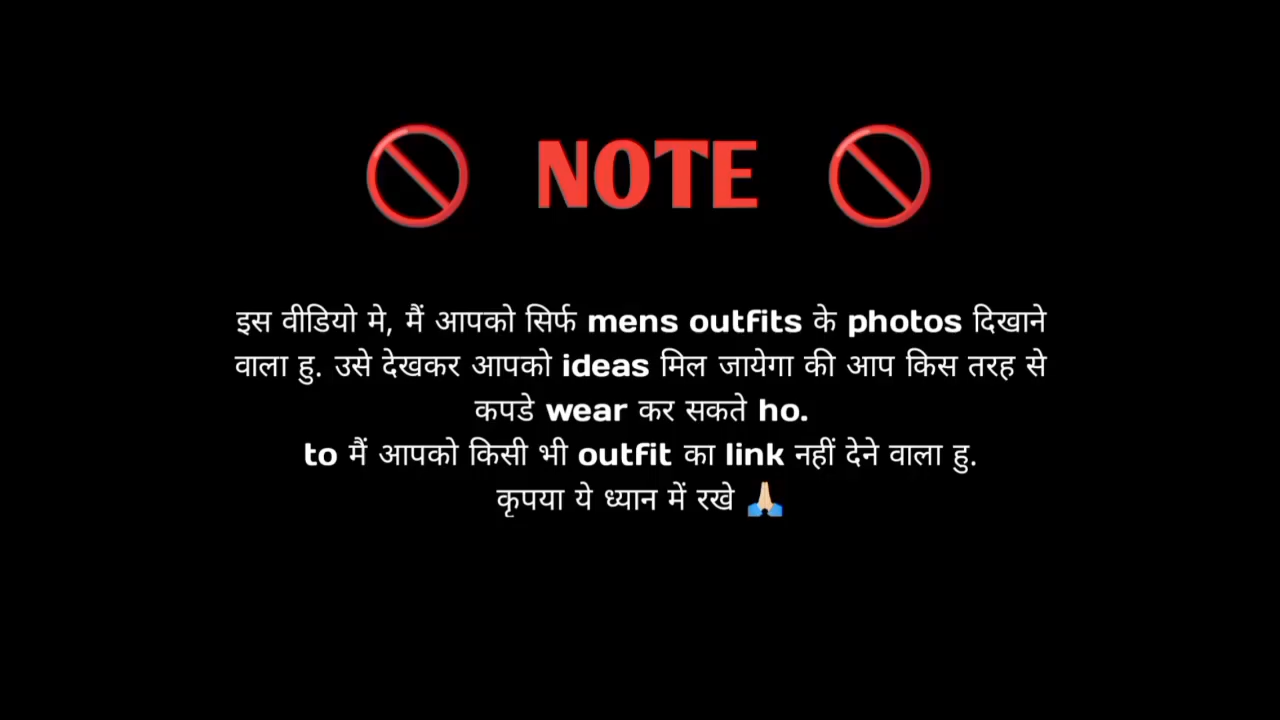 🚫 NOTE 🚫
इस वीडियो मे, मैं आपको सिर्फ mens outfits के photos दिखाने
वाला हु. उसे देखकर आपको ideas मिल जायेगा की आप किस तरह से
कपडे wear कर सकते ho.
to मैं आपको किसी भी outfit का link नहीं देने वाला हु.
कृपया ये ध्यान में रखे 🙏🏼